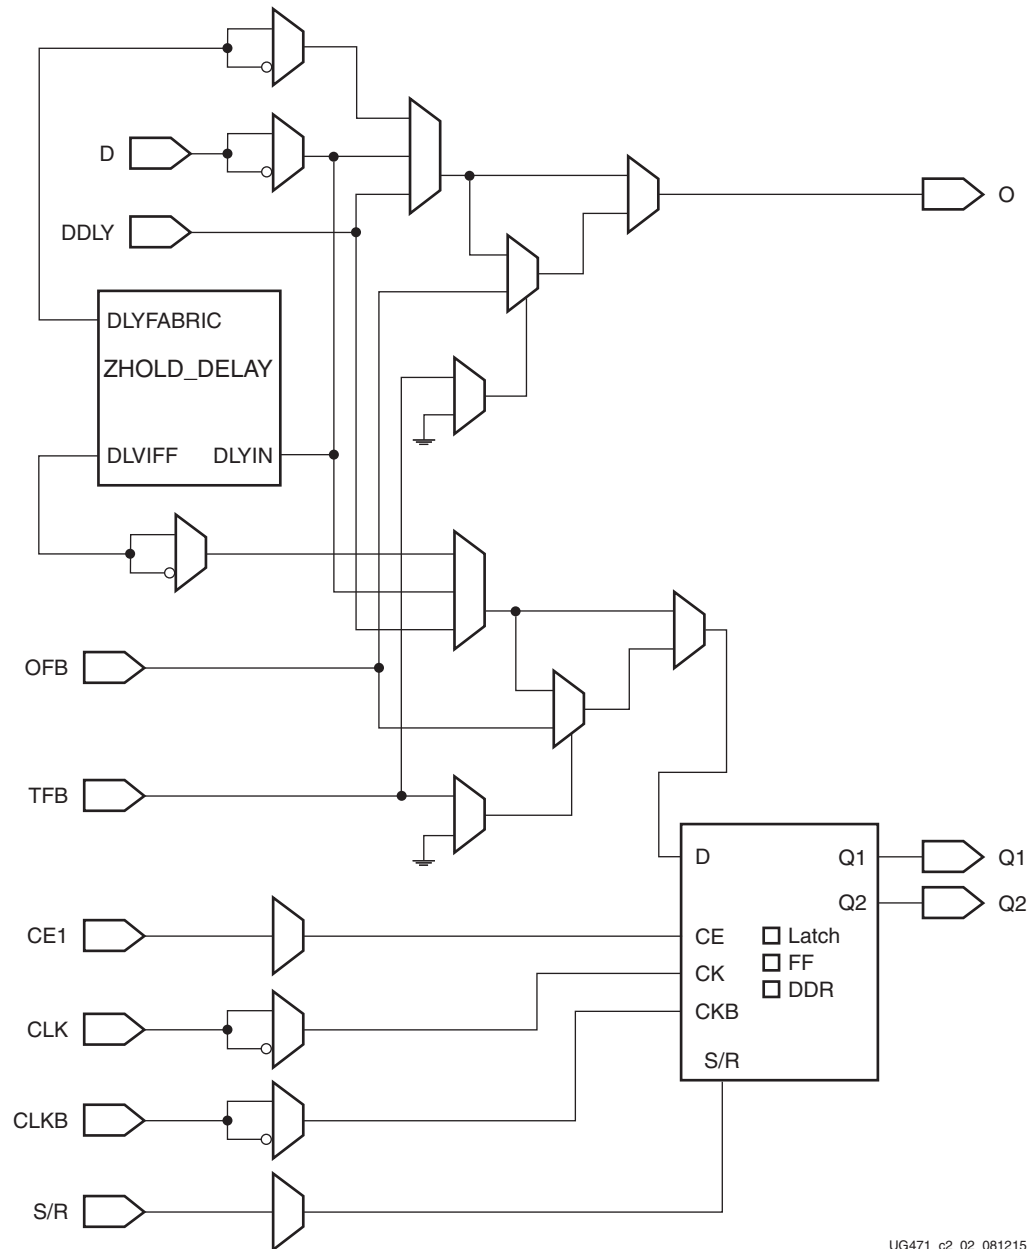 D
O
DDLY
DLYFABRIC
ZHOLD_DELAY
DLVIFF DLYIN
OFB
TFB
D Q1 Q1
Q2 Q2
CE1 CE Latch
CK FF
DDR
CLK CKB
S/R
CLKB
S/R
UG471_c2_02_081215